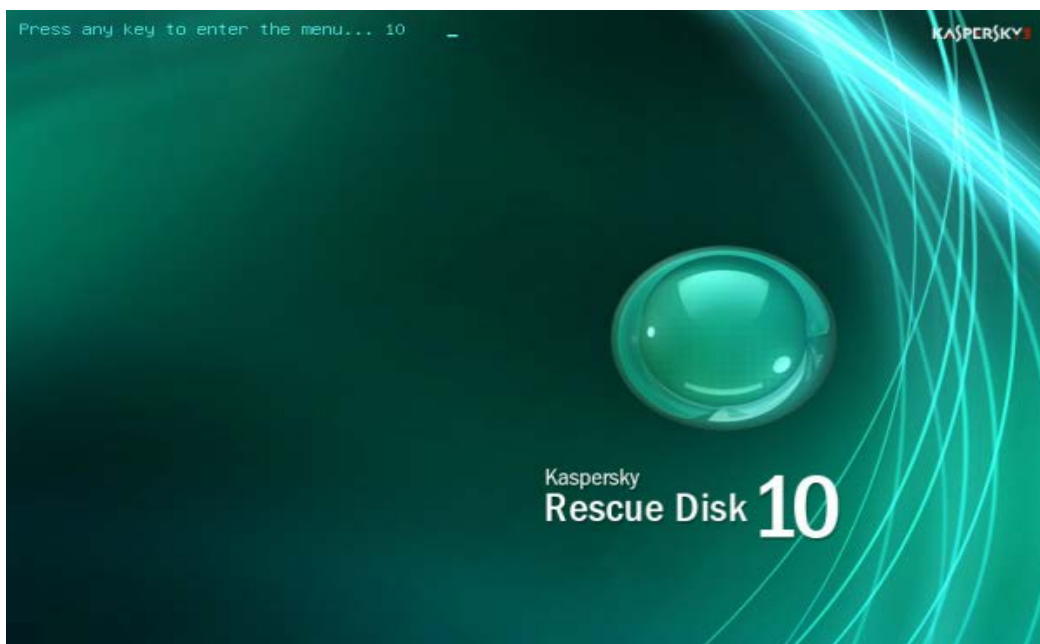 Press any key to enter the menu... 10 _
KASPERSKY
Kaspersky
Rescue Disk 10